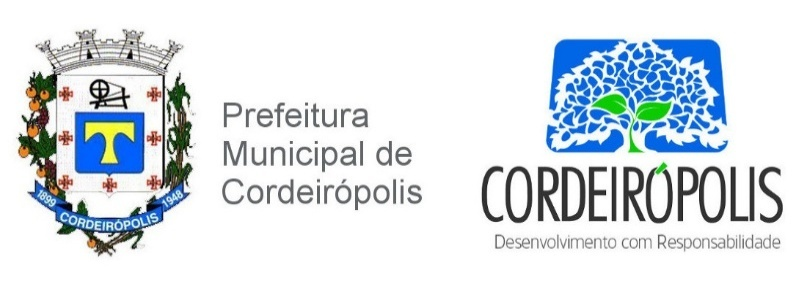 1899 CORDEIRÓPOLIS 1948
Prefeitura
Municipal de
Cordeirópolis
CORDEIRÓPOLIS
Desenvolvimento com Responsabilidade